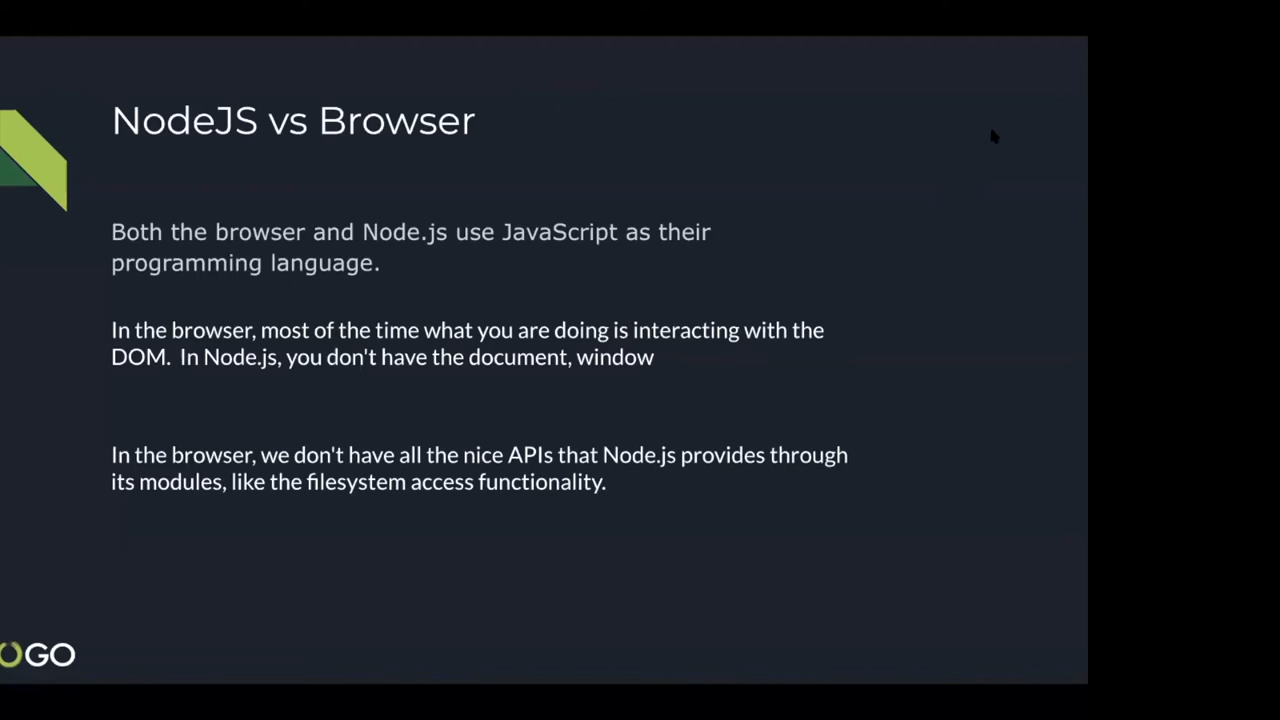 NodeJS vs Browser
Both the browser and Node.js use JavaScript as their
programming language.
In the browser, most of the time what you are doing is interacting with the
DOM.  In Node.js, you don't have the document, window
In the browser, we don't have all the nice APIs that Node.js provides through
its modules, like the filesystem access functionality.
GO